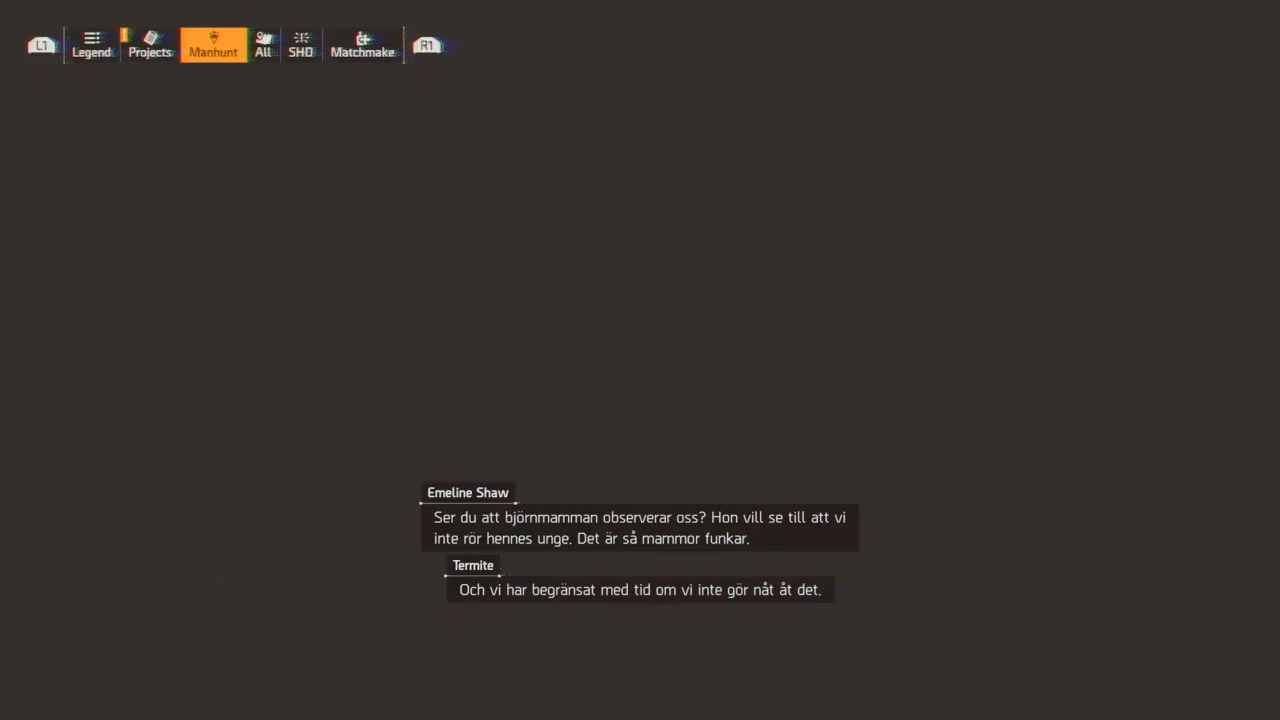 L1 Legend Projects Manhunt All SHD Matchmake R1
Emeline Shaw
Ser du att björnmamman observerar oss? Hon vill se till att vi
inte rör hennes unge. Det är så mammor funkar.
Termite
Och vi har begränsat med tid om vi inte gör nåt åt det.